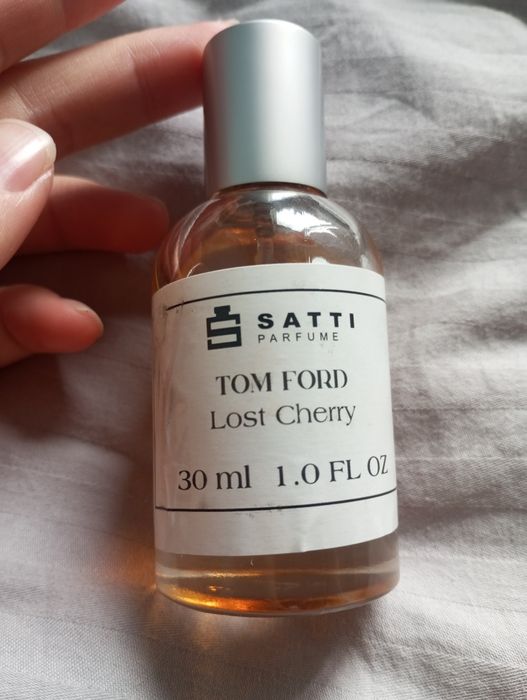 SATTI
PARFUME
TOM FORD
Lost Cherry
30 ml 1.0 FL OZ